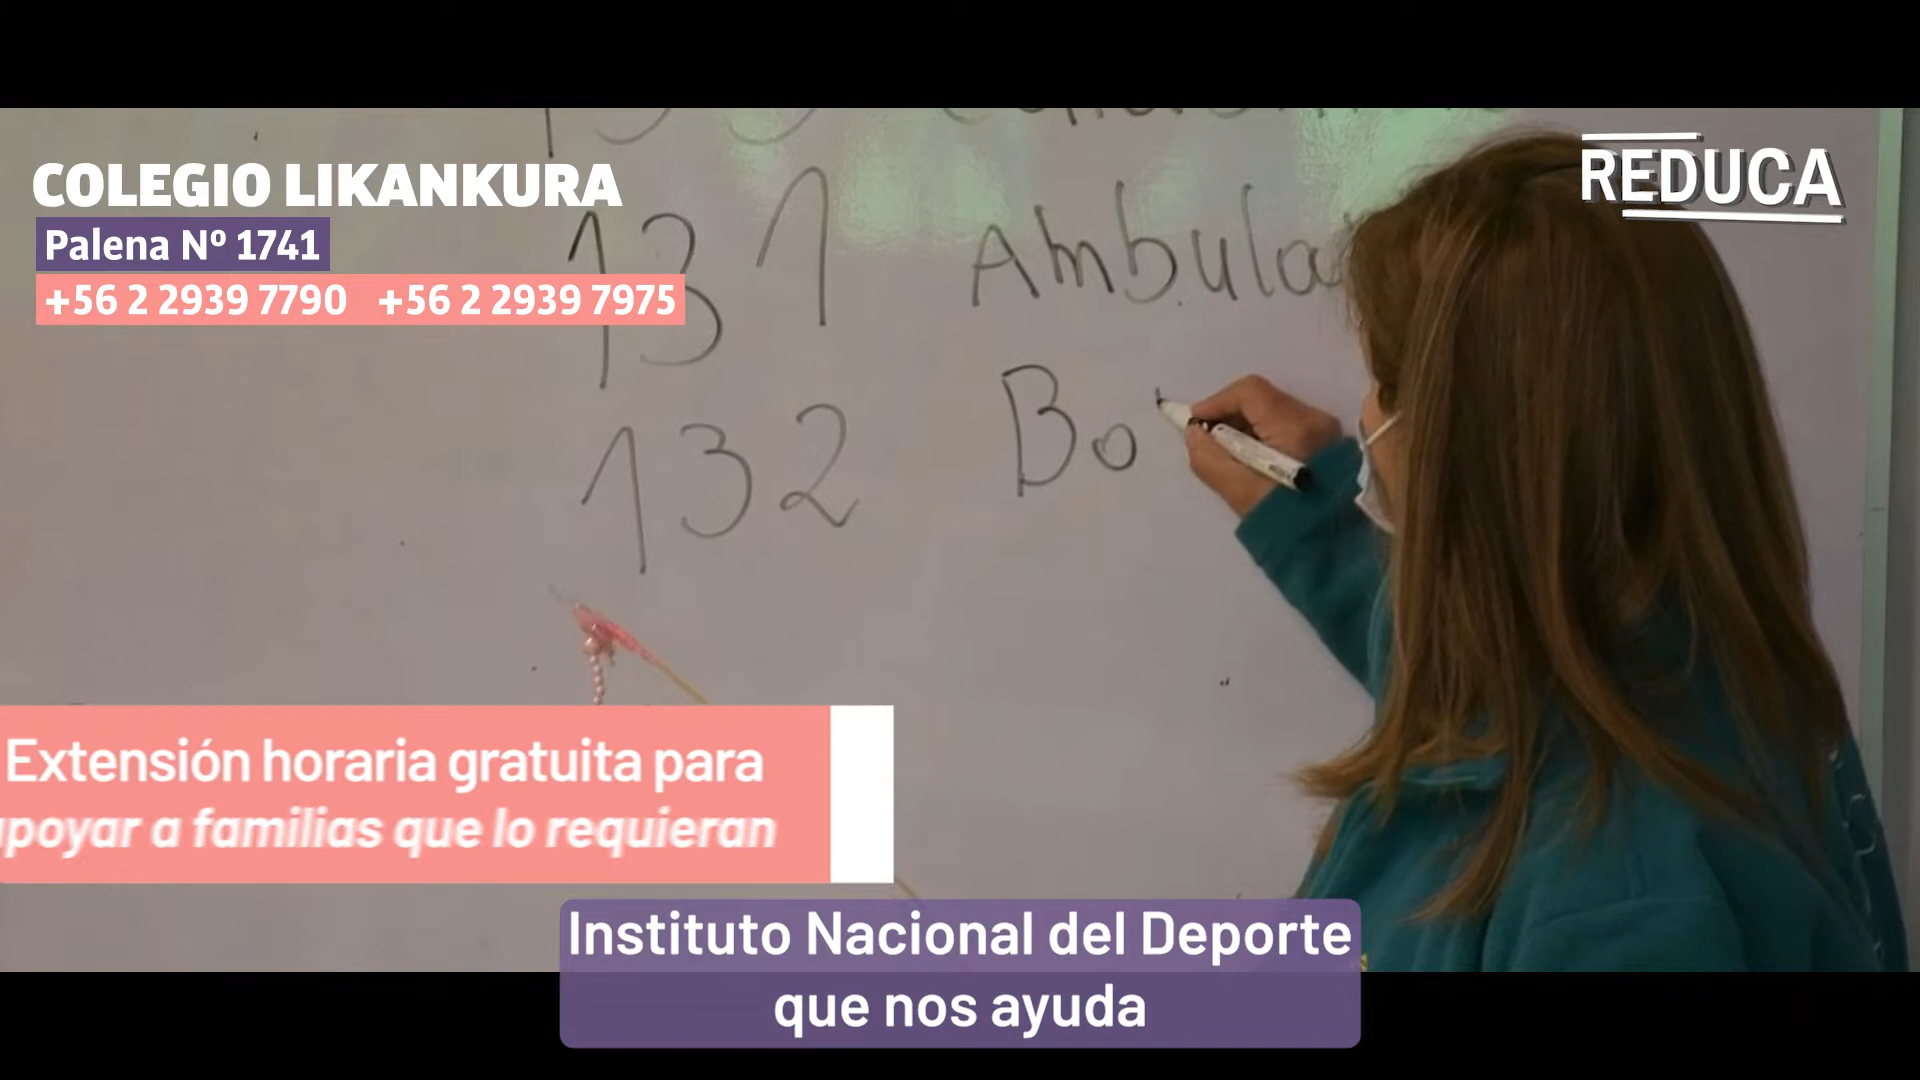 COLEGIO LIKANKURA
Palena Nº 1741
+56 2 2939 7790 +56 2 2939 7975
REDUCA
131 Ambula
132 Bo
Extensión horaria gratuita para
apoyar a familias que lo requieran
Instituto Nacional del Deporte
que nos ayuda